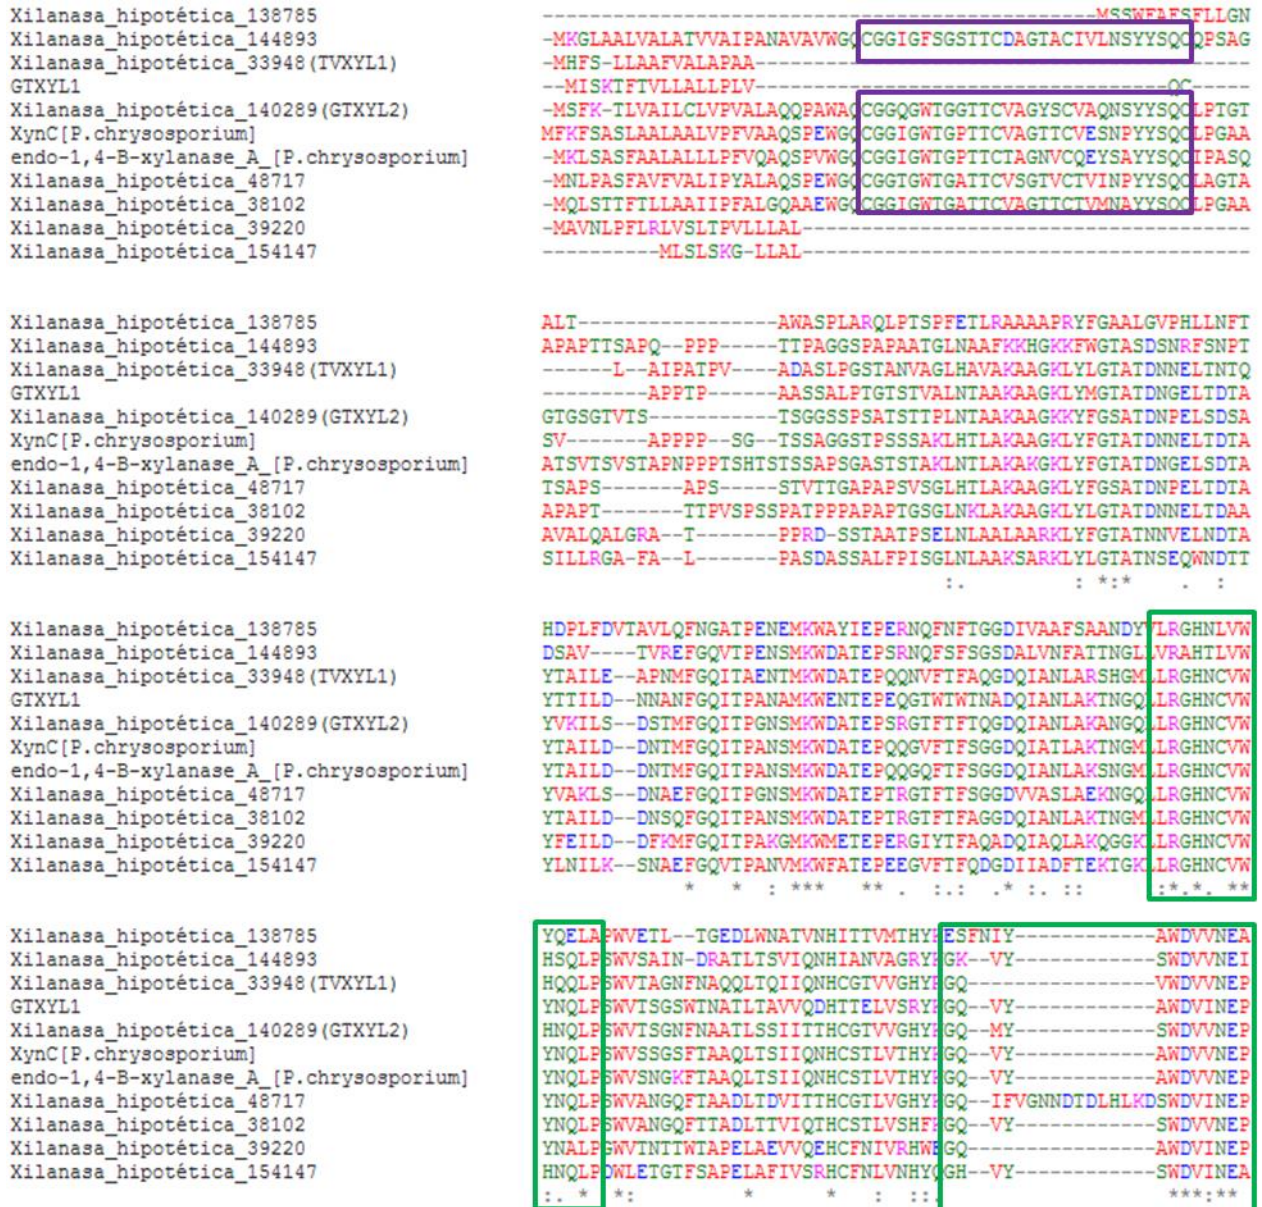 Xilanasa_hipotética_138785 -------------------------------------------------------MSSWFAFSFLLGN
Xilanasa_hipotética_144893 -MKGLAALVALATVVAIPANAVAVWGQCGGIGFSGSTTCDAGTACIVLNSYYSQCQPSAG
Xilanasa_hipotética_33948(TVXYL1) -MHFS-LLAAFVALAPAA------------------------------------------
GTXYL1 --MISKTFTVLLALLPLV-----------------------------------QC-----
Xilanasa_hipotética_140289(GTXYL2) -MSFK-TLVAILCLVPVALAQQPAWAQCGGQGWTGGTTCVAGYSCVAQNSYYSQCLPTGT
XynC[P.chrysosporium] MFKFSASLAALAALVPFVAAQSPEWGQCGGIGWTGPTTCVAGTTCVESNPYYSQCLPGAA
endo-1,4-B-xylanase_A_[P.chrysosporium] -MKLSASFAALALLLPFVQAQSPVWGQCGGIGWTGPTTCTAGNVCQEYSAYYSQCIPASQ
Xilanasa_hipotética_48717 -MNLPASFAVFVALIPYALAQSPEWGQCGGTGWTGATTCVSGTVCTVINPYYSQCLAGTA
Xilanasa_hipotética_38102 -MQLSTTFTLLAAIIPFALGQAAEWGQCGGIGWTGATTCVAGTTCTVMNAYYSQCLPGAA
Xilanasa_hipotética_39220 -MAVNLPFLRLVSLTPVLLLAL--------------------------------------
Xilanasa_hipotética_154147 ----------MLSLSKG-LLAL--------------------------------------
Xilanasa_hipotética_138785 ALT-----------------AWASPLARQLPTSPFETLRAAAAPRYFGAALGVPHLLNFT
Xilanasa_hipotética_144893 APAPTTSAPQ--PPP-----TTPAGGSPAPAATGLNAAFKKHGKKFWGTASDSNRFSNPT
Xilanasa_hipotética_33948(TVXYL1) ------L--AIPATPV----ADASLPGSTANVAGLHAVAKAAGKLYLGTATDNNELTNTQ
GTXYL1 ---------APPTP------AASSALPTGTSTVALNTAAKAAGKLYMGTATDNGELTDTA
Xilanasa_hipotética_140289(GTXYL2) GTGSGTVTS-----------TSGGSSPSATSTTPLNTAAKAAGKKYFGSATDNPELSDSA
XynC[P.chrysosporium] SV-------APPPP--SG--TSSAGGSTPSSSAKLHTLAKAAGKLYFGTATDNNELTDTA
endo-1,4-B-xylanase_A_[P.chrysosporium] ATSVTSVSTAPNPPPTSHTSTSSAPSGASTSTAKLNTLAKAKGKLYFGTATDNGELSDTA
Xilanasa_hipotética_48717 TSAPS-------APS-----STVTTGAPAPSVSGLHTLAKAAGKLYFGSATDNPELTDTA
Xilanasa_hipotética_38102 APAPT-------TTPVSPSSPATPPPAPAPTGSGLNKLAKAAGKLYLGTATDNNELTDAA
Xilanasa_hipotética_39220 AVALQALGRA--T-------PPRD-SSTAATPSELNLAALAARKLYFGTATNNVELNDTA
Xilanasa_hipotética_154147 SILLRGA-FA--L-------PASDASSALFPISGLNLAAKSARKLYLGTATNSEQWNDTT
:. : *:* . :
Xilanasa_hipotética_138785 HDPLFDVTAVLQFNGATPENEMKWAYIEPERNQFNFTGGDIVAAFSAANDYVLRGHNLVW
Xilanasa_hipotética_144893 DSAV----TVREFGQVTPENSMKWDATEPSRNQFSFSGSDALVNFATTNGLLVRAHTLVW
Xilanasa_hipotética_33948(TVXYL1) YTAILE--APNMFGQITAENTMKWDATEPQQNVFTFAQGDQIANLARSHGMLLRGHNCVW
GTXYL1 YTTILD--NNANFGQITPANAMKWENTEPEQGTWTWTNADQIANLAKTNGQLLRGHNCVW
Xilanasa_hipotética_140289(GTXYL2) YVKILS--DSTMFGQITPGNSMKWDATEPSRGTFTFTQGDQIANLAKANGQLLRGHNCVW
XynC[P.chrysosporium] YTAILD--DNTMFGQITPANSMKWDATEPQQGVFTFSGGDQIATLAKTNGMLLRGHNCVW
endo-1,4-B-xylanase_A_[P.chrysosporium] YTAILD--DNTMFGQITPANSMKWDATEPQQGQFTFSGGDQIANLAKSNGMLLRGHNCVW
Xilanasa_hipotética_48717 YVAKLS--DNAEFGQITPGNSMKWDATEPTRGTFTFSGGDVVASLAEKNGQLLRGHNCVW
Xilanasa_hipotética_38102 YTAILD--DNSQFGQITPANSMKWDATEPTRGTFTFAGGDQIANLAKTNGMLLRGHNCVW
Xilanasa_hipotética_39220 YFEILD--DFKMFGQITPAKGMKWMETEPERGIYTFAQADQIAQLAKQGGKLLRGHNCVW
Xilanasa_hipotética_154147 YLNILK--SNAEFGQVTPANVMKWFATEPEEGVFTFQDGDIIADFTEKTGKLLRGHNCVW
* * : *** ** . :.: .* :. :: :*.*. **
Xilanasa_hipotética_138785 YQELAPWVETL--TGEDLWNATVNHITTVMTHYKESFNIY------------AWDVVNEA
Xilanasa_hipotética_144893 HSQLPSWVSAIN-DRATLTSVIQNHIANVAGRYKGK--VY------------SWDVVNEI
Xilanasa_hipotética_33948(TVXYL1) HQQLPSWVTAGNFNAQQLTQIIQNHCGTVVGHYKGQ----------------VWDVVNEP
GTXYL1 YNQLPSWVTSGSWTNATLTAVVQDHTTELVSRYKGQ--VY------------AWDVINEP
Xilanasa_hipotética_140289(GTXYL2) HNQLPSWVTSGNFNAATLSSIITTHCGTVVGHYKGQ--MY------------SWDVVNEP
XynC[P.chrysosporium] YNQLPSWVSSGSFTAAQLTSIIQNHCSTLVTHYKGQ--VY------------AWDVVNEP
endo-1,4-B-xylanase_A_[P.chrysosporium] YNQLPSWVSNGKFTAAQLTSIIQNHCSTLVTHYKGQ--VY------------AWDVVNEP
Xilanasa_hipotética_48717 YNQLPSWVANGQFTAADLTDVITTHCGTLVGHYKGQ--IFVGNNDTDLHLKDSWDVINEP
Xilanasa_hipotética_38102 YNQLPSWVANGQFTTADLTTVIQTHCSTLVSHFKGQ--VY------------SWDVVNEP
Xilanasa_hipotética_39220 YNALPGWVTNTTWTAPELAEVVQEHCFNIVRHWEGQ----------------AWDVINEP
Xilanasa_hipotética_154147 HNQLPDWLETGTFSAPELAFIVSRHCFNLVNHYQGH--VY------------SWDVINEA
:. * *: * * : ::. ***:**